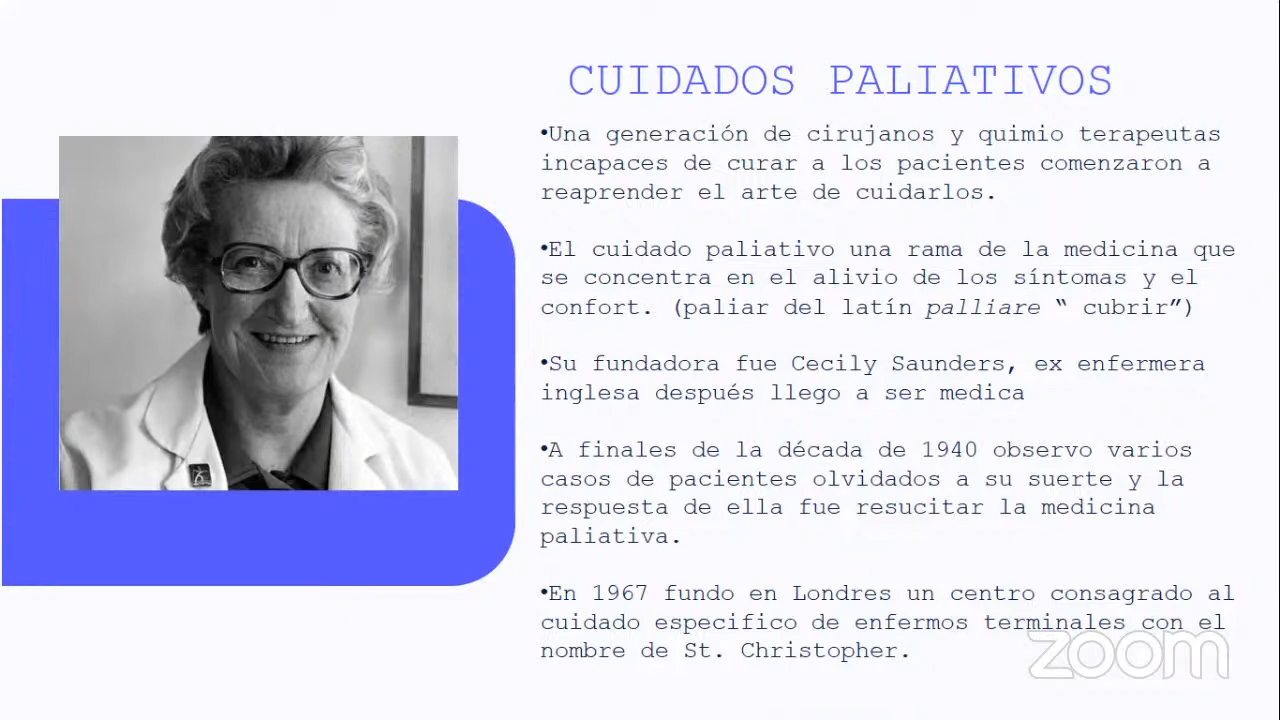 CUIDADOS PALIATIVOS
•Una generación de cirujanos y quimio terapeutas
incapaces de curar a los pacientes comenzaron a
reaprender el arte de cuidarlos.
•El cuidado paliativo una rama de la medicina que
se concentra en el alivio de los síntomas y el
confort. (paliar del latín palliare “ cubrir”)
•Su fundadora fue Cecily Saunders, ex enfermera
inglesa después llego a ser medica
•A finales de la década de 1940 observo varios
casos de pacientes olvidados a su suerte y la
respuesta de ella fue resucitar la medicina
paliativa.
•En 1967 fundo en Londres un centro consagrado al
cuidado especifico de enfermos terminales con el
nombre de St. Christopher.
zoom